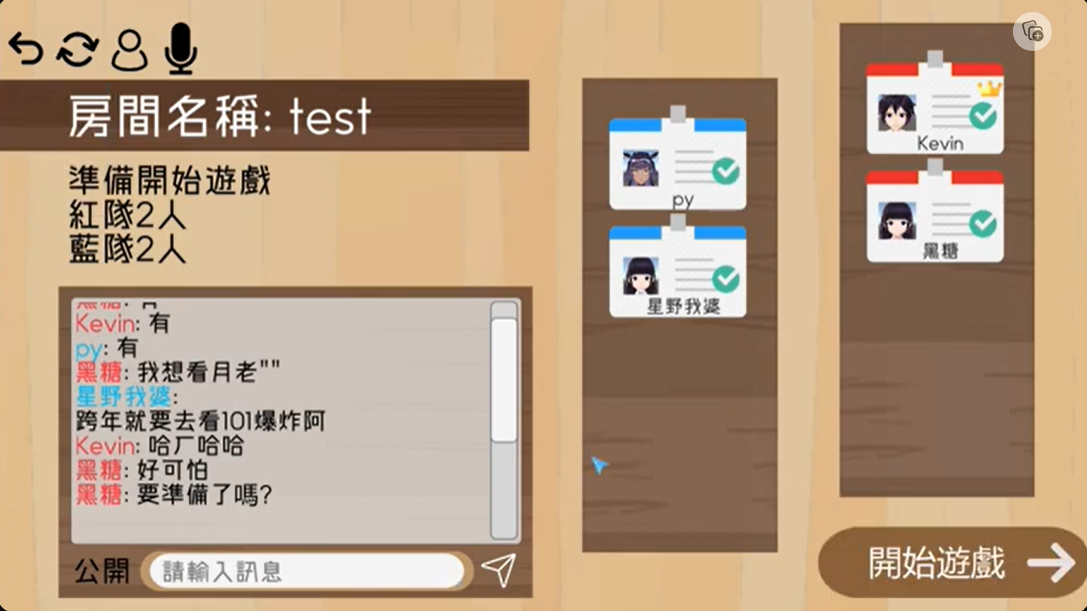 房間名稱: test
準備開始遊戲
紅隊2人
藍隊2人
Kevin: 有
py: 有
黑糖: 我想看月老""
星野我婆:
跨年就要去看101爆炸阿
Kevin: 哈厂哈哈
黑糖: 好可怕
黑糖: 要準備了嗎?
公開
請輸入訊息
py
星野我婆
Kevin
黑糖
開始遊戲